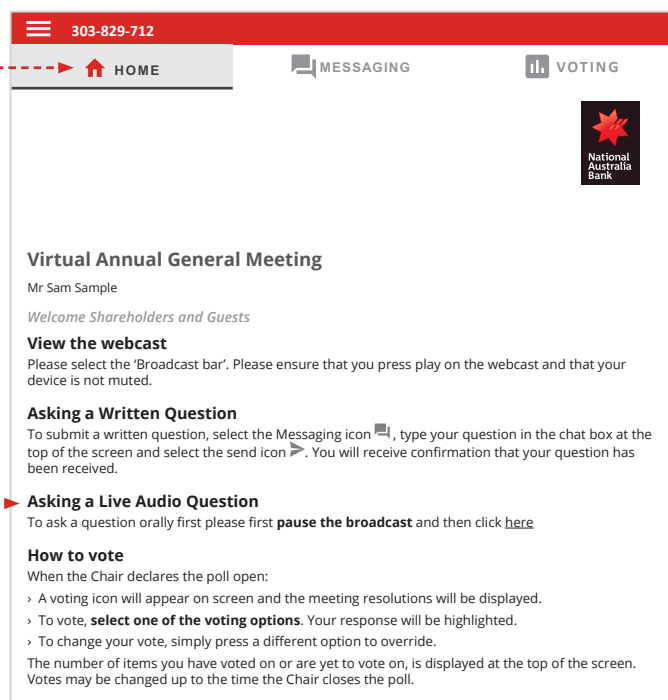 303-829-712
HOME
MESSAGING
VOTING
National
Australia
Bank
Virtual Annual General Meeting
Mr Sam Sample
Welcome Shareholders and Guests
View the webcast
Please select the ‘Broadcast bar’. Please ensure that you press play on the webcast and that your
device is not muted.
Asking a Written Question
To submit a written question, select the Messaging icon , type your question in the chat box at the
top of the screen and select the send icon . You will receive confirmation that your question has
been received.
Asking a Live Audio Question
To ask a question orally first please first pause the broadcast and then click here
How to vote
When the Chair declares the poll open:
› A voting icon will appear on screen and the meeting resolutions will be displayed.
› To vote, select one of the voting options. Your response will be highlighted.
› To change your vote, simply press a different option to override.
The number of items you have voted on or are yet to vote on, is displayed at the top of the screen.
Votes may be changed up to the time the Chair closes the poll.